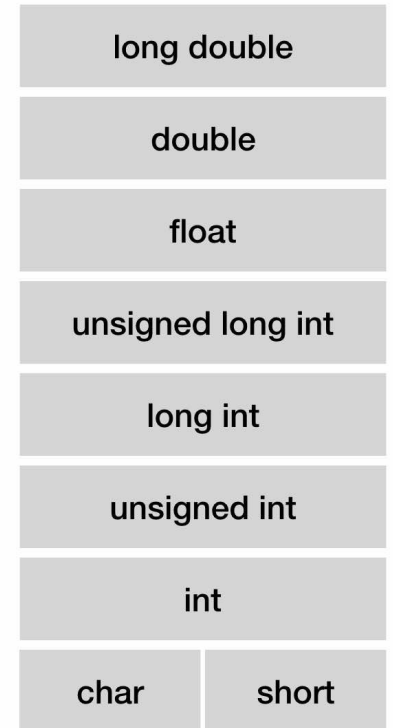 long double
double
float
unsigned long int
long int
unsigned int
int
char short